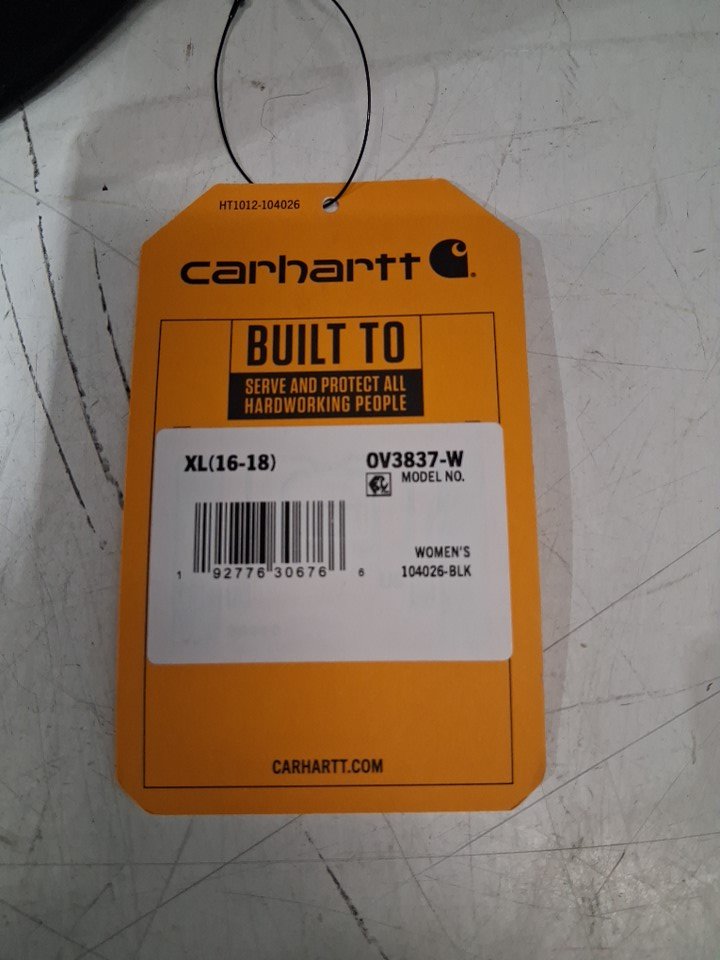 HT1012-104026
carhartt
BUILT TO
SERVE AND PROTECT ALL
HARDWORKING PEOPLE
XL(16-18)
OV3837-W
MODEL NO.
WOMEN'S
104026-BLK
1 92776 30676 6
CARHARTT.COM